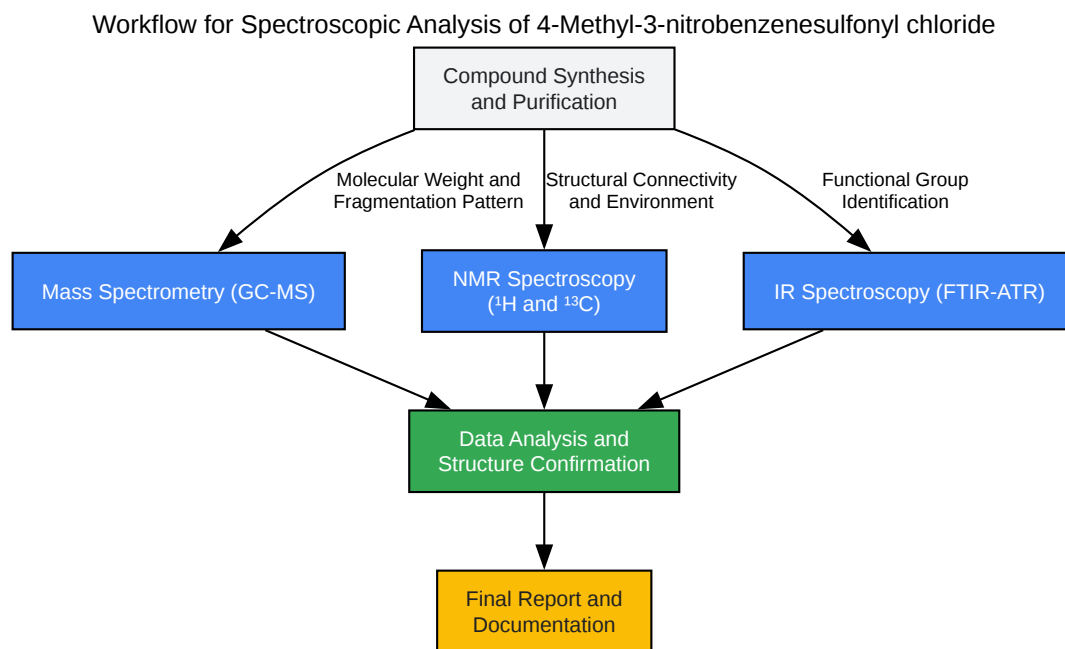 Workflow for Spectroscopic Analysis of 4-Methyl-3-nitrobenzenesulfonyl chloride
Compound Synthesis
and Purification
Molecular Weight and
Fragmentation Pattern
Structural Connectivity
and Environment
Functional Group
Identification
Mass Spectrometry (GC-MS)
NMR Spectroscopy
(¹H and ¹³C)
IR Spectroscopy (FTIR-ATR)
Data Analysis and
Structure Confirmation
Final Report and
Documentation